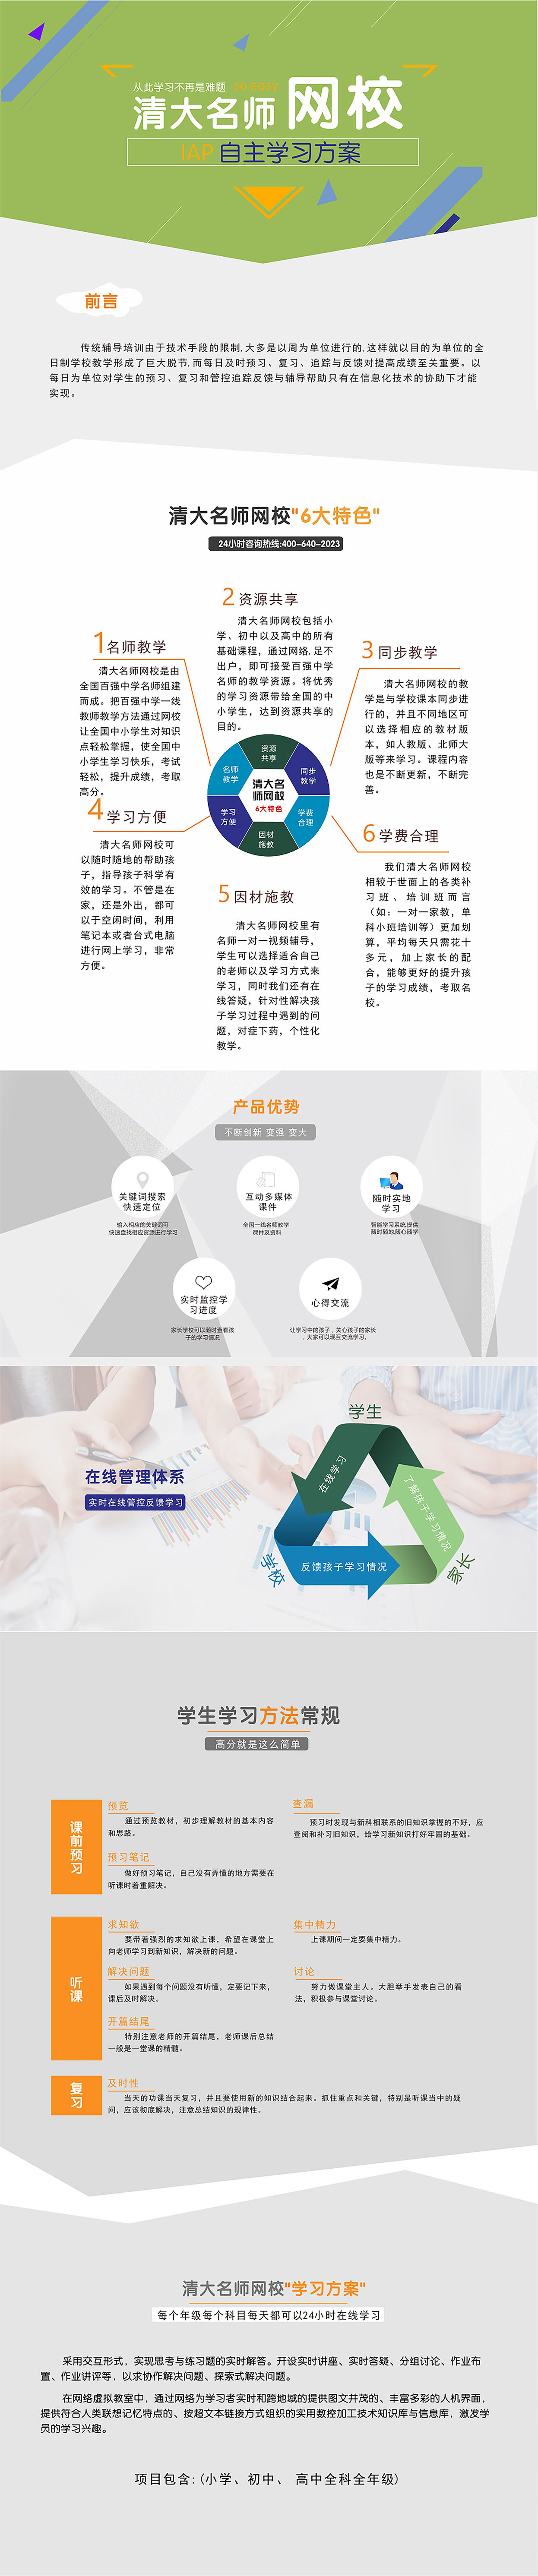 从此学习不再是难题 so easy
清大名师 网校
IAP 自主学习方案
前言
传统辅导培训由于技术手段的限制,大多是以周为单位进行的,这样就以目的为单位的全
日制学校教学形成了巨大脱节,而每日及时预习、复习、追踪与反馈对提高成绩至关重要。以
每日为单位对学生的预习、复习和管控追踪反馈与辅导帮助只有在信息化技术的协助下才能
实现。
清大名师网校"6大特色"
24小时咨询热线:400-640-2023
1名师教学
清大名师网校是由
全国百强中学名师组建
而成。把百强中学一线
教师教学方法通过网校
让全国中小学生对知识
点轻松掌握，使全国中
小学生学习快乐，考试
轻松，提升成绩，考取
高分。
2 资源共享
清大名师网校包括小
学、初中以及高中的所有
基础课程，通过网络,足不
出户，即可接受百强中学
名师的教学资源。将优秀
的学习资源带给全国的中
小学生，达到资源共享的
目的。
3 同步教学
清大名师网校的教
学是与学校课本同步进
行的，并且不同地区可
以选择相应的教材版
本，如人教版、北师大
版等来学习。课程内容
也是不断更新，不断完
善。
资源
共享
名师
教学
同步
教学
清大名
师网校
6大特色
学习
方便
学费
合理
因材
施教
4 学习方便
清大名师网校可
以随时随地的帮助孩
子，指导孩子科学有
效的学习。不管是在
家，还是外出，都可
以于空闲时间，利用
笔记本或者台式电脑
进行网上学习，非常
方便。
5 因材施教
清大名师网校里有
名师一对一视频辅导，
学生可以选择适合自己
的老师以及学习方式来
学习，同时我们还有在
线答疑，针对性解决孩
子学习过程中遇到的问
题，对症下药，个性化
教学。
6 学费合理
我们清大名师网校
相较于世面上的各类补
习班、培训班而言
（如：一对一家教，单
科小班培训等）更加划
算，平均每天只需花十
多元，加上家长的配
合，能够更好的提升孩
子的学习成绩，考取名
校。
产品优势
不断创新 变强 变大
关键词搜索
快速定位
输入相应的关键词可
快速查找相应资源进行学习
互动多媒体
课件
全国一线名师教学
课件及资料
随时实地
学习
智能学习系统,提供
随时随地,随心随学
实时监控学
习进度
家长学校可以随时查看孩
子的学习情况
心得交流
让学习中的孩子，关心孩子的家长
，大家可以现互交流学习。
在线管理体系
实时在线管控反馈学习
学生
在线学习
了解孩子学习情况
反馈孩子学习情况
学校
家长
学生学习方法常规
高分就是这么简单
课前预习
预览
通过预览教材，初步理解教材的基本内容
和思路。
查漏
预习时发现与新科相联系的旧知识掌握的不好，应
查阅和补习旧知识，给学习新知识打好牢固的基础。
预习笔记
做好预习笔记，自己没有弄懂的地方需要在
听课时着重解决。
听课
求知欲
要带着强烈的求知欲上课，希望在课堂上
向老师学习到新知识，解决新的问题。
集中精力
上课期间一定要集中精力。
解决问题
如果遇到每个问题没有听懂，定要记下来，
课后及时解决。
讨论
努力做课堂主人。大胆举手发表自己的看
法，积极参与课堂讨论。
开篇结尾
特别注意老师的开篇结尾，老师课后总结
一般是一堂课的精髓。
复习
及时性
当天的功课当天复习，并且要使用新的知识结合起来。抓住重点和关键，特别是听课当中的疑
问，应该彻底解决，注意总结知识的规律性。
清大名师网校"学习方案"
每个年级每个科目每天都可以24小时在线学习
采用交互形式，实现思考与练习题的实时解答。开设实时讲座、实时答疑、分组讨论、作业布
置、作业讲评等，以求协作解决问题、探索式解决问题。
在网络虚拟教室中，通过网络为学习者实时和跨地域的提供图文并茂的、丰富多彩的人机界面，
提供符合人类联想记忆特点的、按超文本链接方式组织的实用数控加工技术知识库与信息库，激发学
员的学习兴趣。
项目包含:(小学、初中、 高中全科全年级)